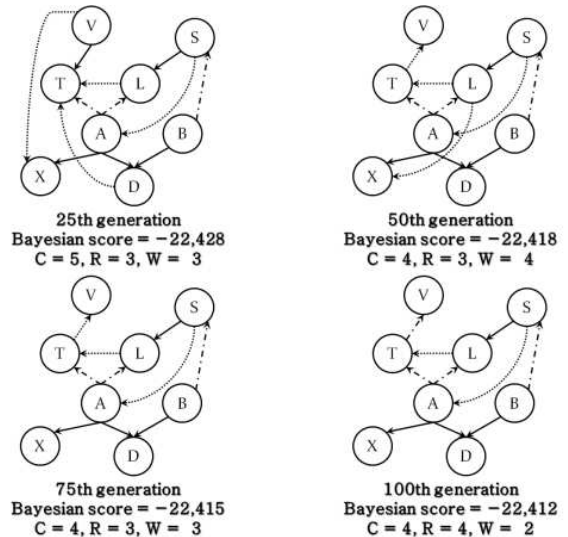 V
S
T
L
A
B
X
D
25th generation
Bayesian score = −22,428
C = 5, R = 3, W = 3
V
S
T
L
A
B
X
D
50th generation
Bayesian score = −22,418
C = 4, R = 3, W = 4
V
S
T
L
A
B
X
D
75th generation
Bayesian score = −22,415
C = 4, R = 3, W = 3
V
S
T
L
A
B
X
D
100th generation
Bayesian score = −22,412
C = 4, R = 4, W = 2